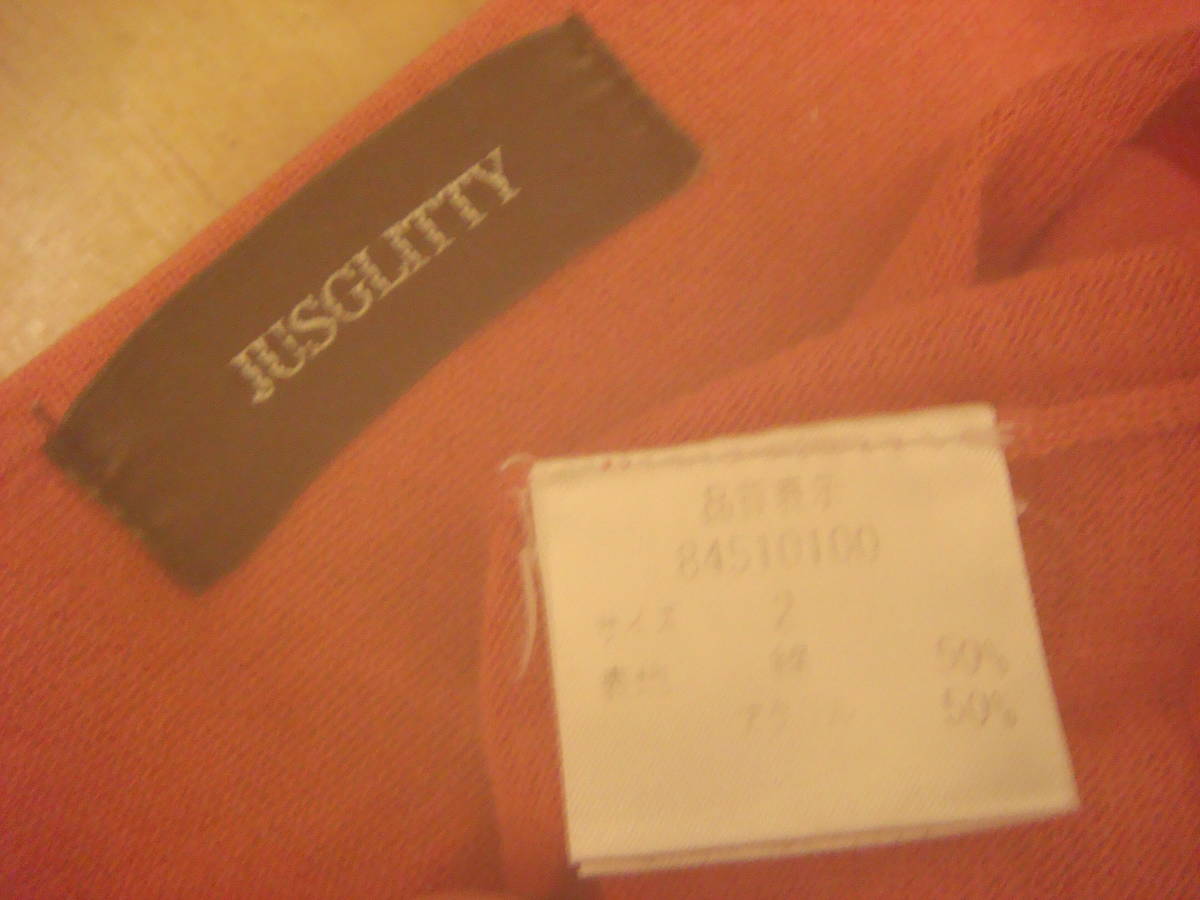 JUSGLITTY
品質表示
84510100
サイズ 2
表地 綿 50%
アクリル 50%